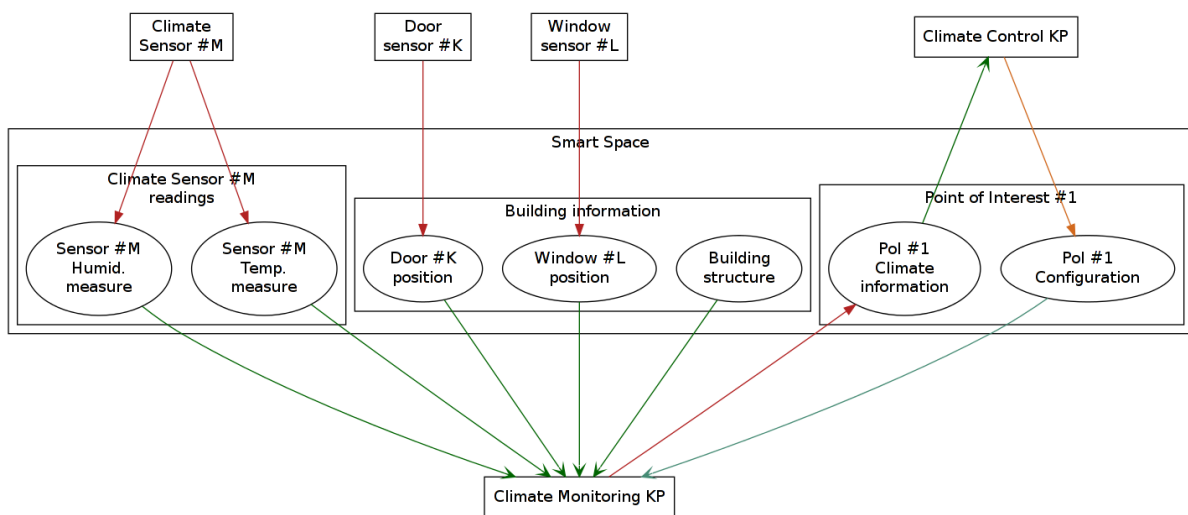 Climate
Sensor #M
Door
sensor #K
Window
sensor #L
Climate Control KP
Smart Space
Climate Sensor #M
readings
Building information
Point of Interest #1
Sensor #M
Humid.
measure
Sensor #M
Temp.
measure
Door #K
position
Window #L
position
Building
structure
PoI #1
Climate
information
PoI #1
Configuration
Climate Monitoring KP